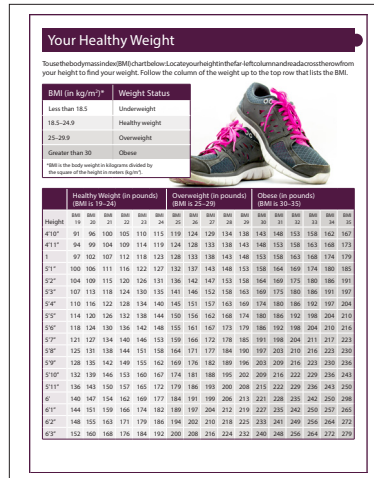 Your Healthy Weight
Tousethebodymassindex(BMI)chartbelow:Locateyourheightinthefar-leftcolumnandreadacrosstherowfrom
your height to find your weight. Follow the column of the weight up to the top row that lists the BMI.
BMI (in kg/m²)* Weight Status
Less than 18.5 Underweight
18.5–24.9 Healthy weight
25–29.9 Overweight
Greater than 30 Obese
*BMI is the body weight in kilograms divided by
the square of the height in meters (kg/m²).
Healthy Weight (in pounds) Overweight (in pounds) Obese (in pounds)
(BMI is 19–24) (BMI is 25–29) (BMI is 30–35)
BMI BMI BMI BMI BMI BMI BMI BMI BMI BMI BMI BMI BMI BMI BMI BMI BMI
Height 19 20 21 22 23 24 25 26 27 28 29 30 31 32 33 34 35
4'10" 91 96 100 105 110 115 119 124 129 134 138 143 148 153 158 162 167
4'11" 94 99 104 109 114 119 124 128 133 138 143 148 153 158 163 168 173
1 97 102 107 112 118 123 128 133 138 143 148 153 158 163 168 174 179
5'1" 100 106 111 116 122 127 132 137 143 148 153 158 164 169 174 180 185
5'2" 104 109 115 120 126 131 136 142 147 153 158 164 169 175 180 186 191
5'3" 107 113 118 124 130 135 141 146 152 158 163 169 175 180 186 191 197
5'4" 110 116 122 128 134 140 145 151 157 163 169 174 180 186 192 197 204
5'5" 114 120 126 132 138 144 150 156 162 168 174 180 186 192 198 204 210
5'6" 118 124 130 136 142 148 155 161 167 173 179 186 192 198 204 210 216
5'7" 121 127 134 140 146 153 159 166 172 178 185 191 198 204 211 217 223
5'8" 125 131 138 144 151 158 164 171 177 184 190 197 203 210 216 223 230
5'9" 128 135 142 149 155 162 169 176 182 189 196 203 209 216 223 230 236
5'10" 132 139 146 153 160 167 174 181 188 195 202 209 216 222 229 236 243
5'11" 136 143 150 157 165 172 179 186 193 200 208 215 222 229 236 243 250
6' 140 147 154 162 169 177 184 191 199 206 213 221 228 235 242 250 298
6'1" 144 151 159 166 174 182 189 197 204 212 219 227 235 242 250 257 265
6'2" 148 155 163 171 179 186 194 202 210 218 225 233 241 249 256 264 272
6'3" 152 160 168 176 184 192 200 208 216 224 232 240 248 256 264 272 279